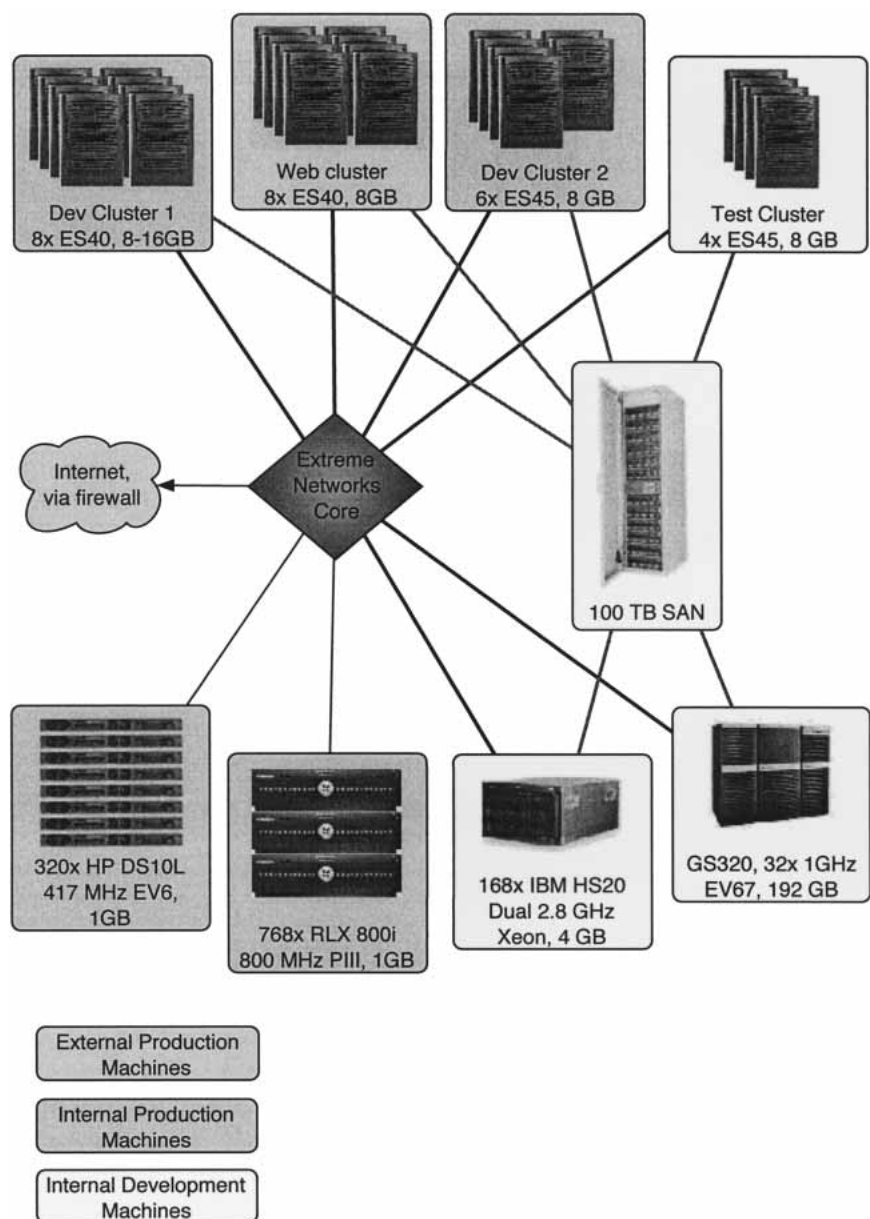 Dev Cluster 1
8x ES40, 8-16GB
Web cluster
8x ES40, 8GB
Dev Cluster 2
6x ES45, 8 GB
Test Cluster
4x ES45, 8 GB
Internet,
via firewall
Extreme
Networks
Core
100 TB SAN
320x HP DS10L
417 MHz EV6,
1GB
768x RLX 800i
800 MHz PIII, 1GB
168x IBM HS20
Dual 2.8 GHz
Xeon, 4 GB
GS320, 32x 1GHz
EV67, 192 GB
External Production
Machines
Internal Production
Machines
Internal Development
Machines